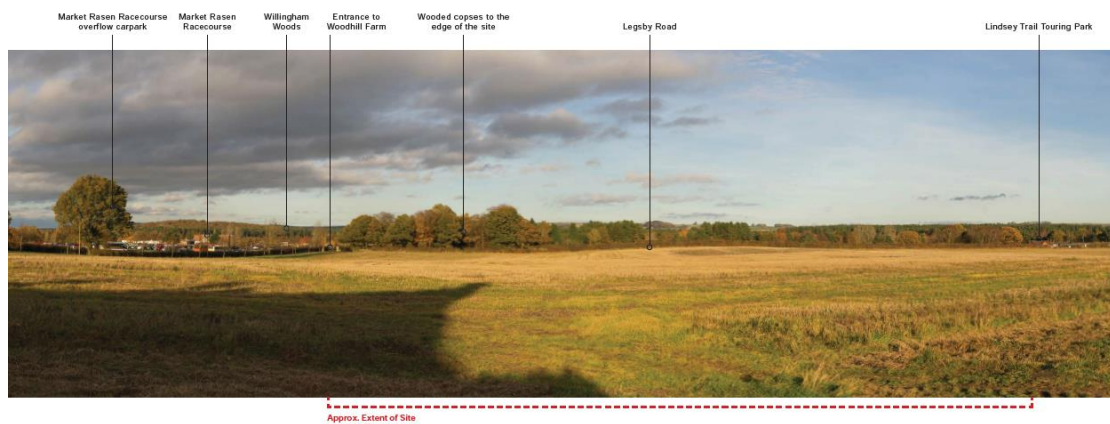 Market Rasen Racecourse
overflow carpark
Market Rasen
Racecourse
Willingham
Woods
Entrance to
Woodhill Farm
Wooded copses to the
edge of the site
Legsby Road
Lindsey Trail Touring Park
Approx. Extent of Site